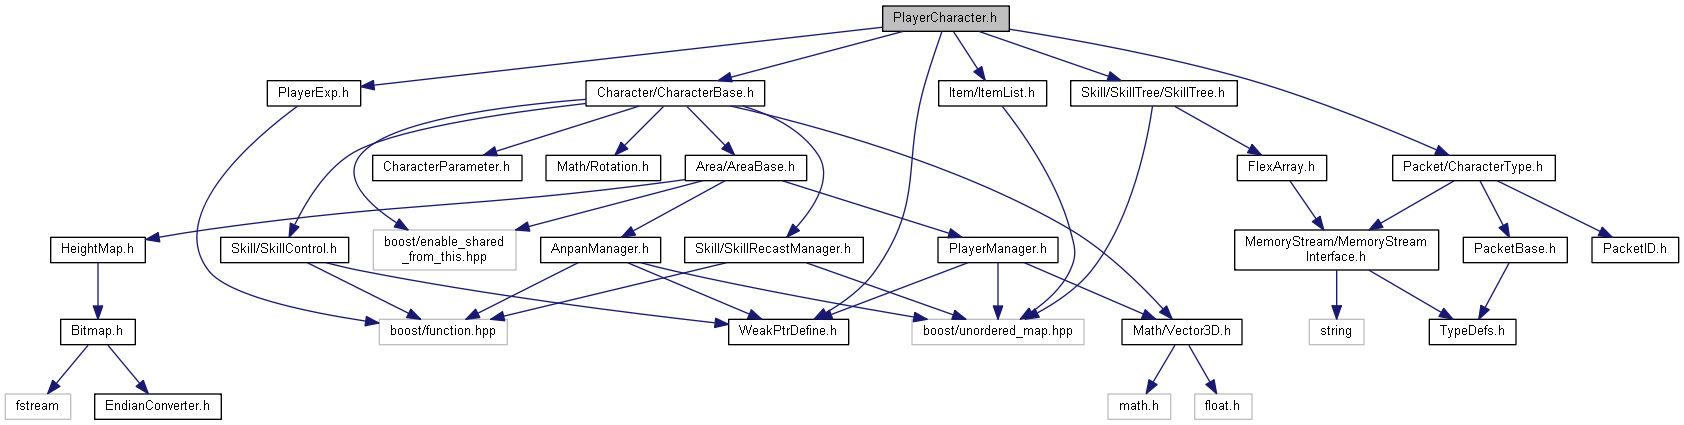 PlayerCharacter.h
PlayerExp.h
Character/CharacterBase.h
Item/ItemList.h
Skill/SkillTree/SkillTree.h
CharacterParameter.h
Math/Rotation.h
Area/AreaBase.h
FlexArray.h
Packet/CharacterType.h
HeightMap.h
Skill/SkillControl.h
boost/enable_shared
_from_this.hpp
AnpanManager.h
Skill/SkillRecastManager.h
PlayerManager.h
MemoryStream/MemoryStream
Interface.h
PacketBase.h
PacketID.h
Bitmap.h
boost/function.hpp
WeakPtrDefine.h
boost/unordered_map.hpp
Math/Vector3D.h
string
TypeDefs.h
fstream
EndianConverter.h
math.h
float.h